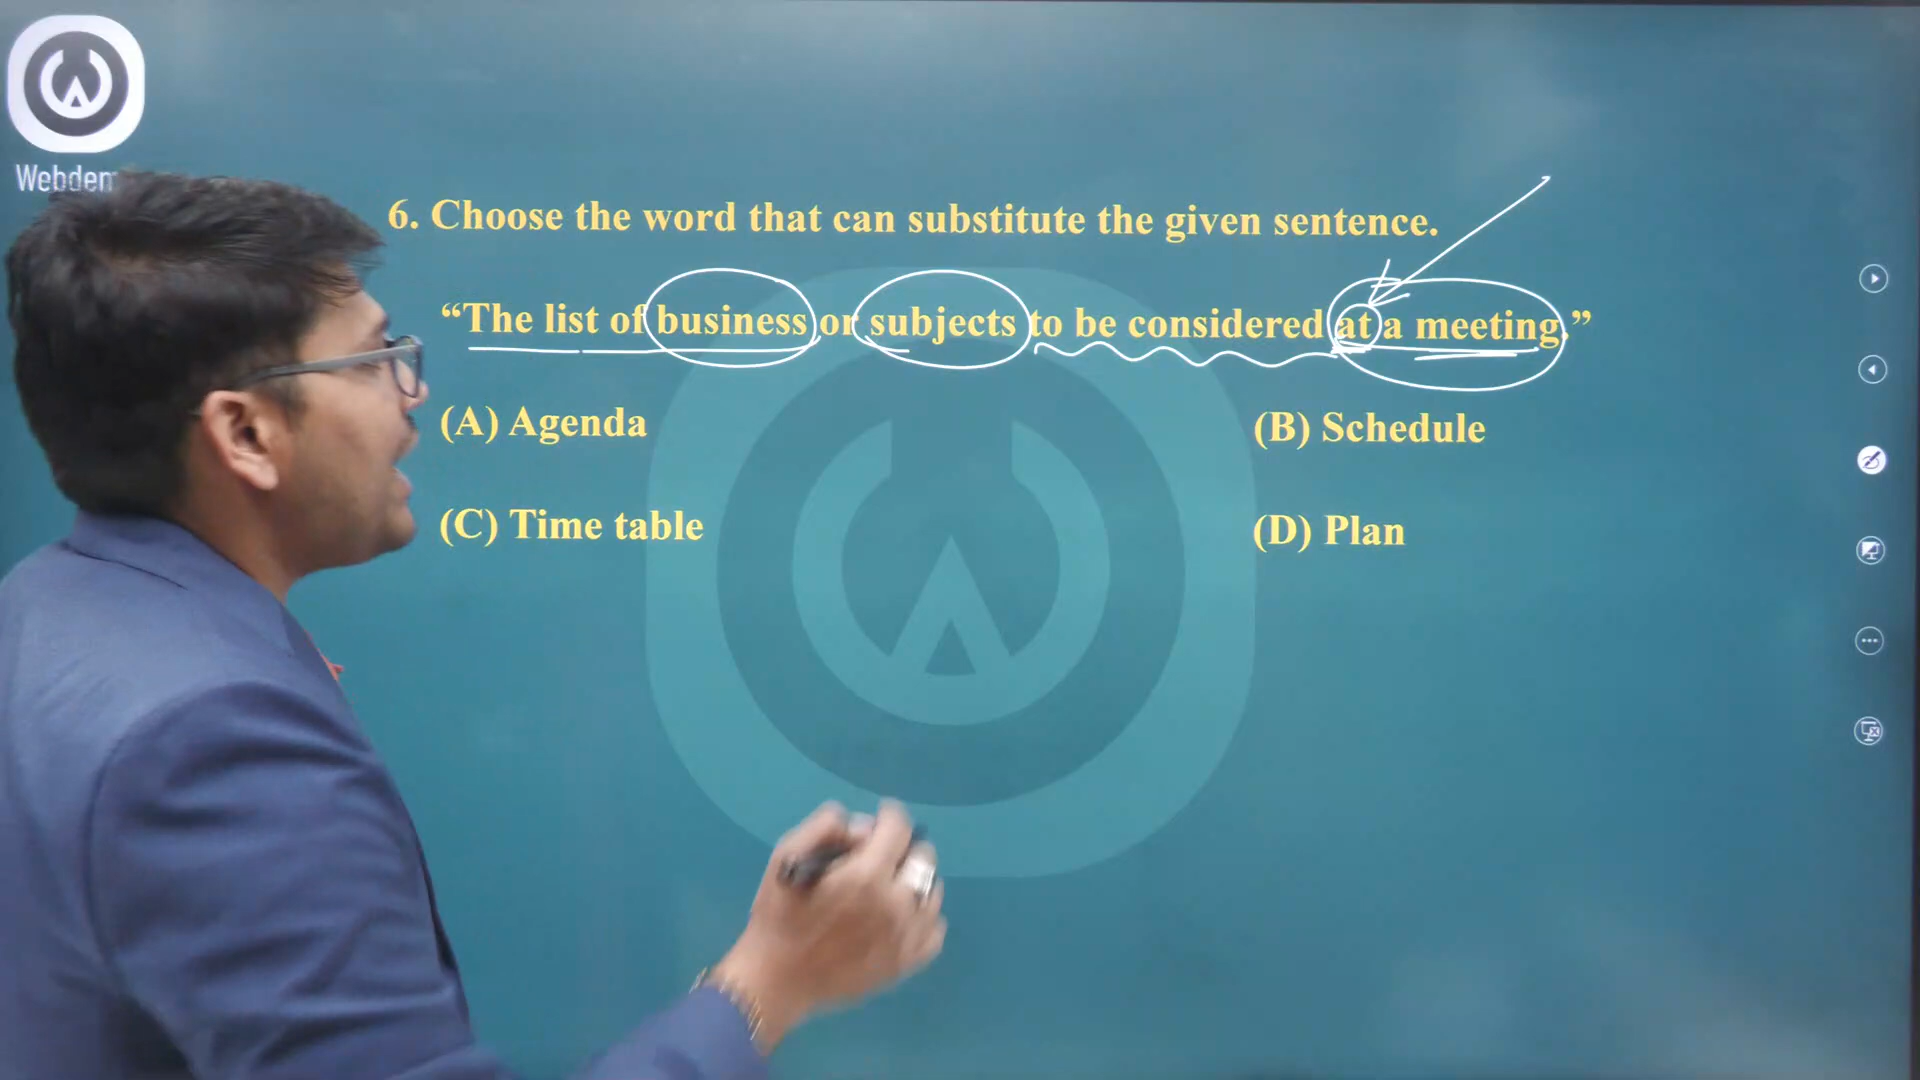 Webdem
6. Choose the word that can substitute the given sentence.
“The list of business or subjects to be considered at a meeting.”
(A) Agenda
(B) Schedule
(C) Time table
(D) Plan